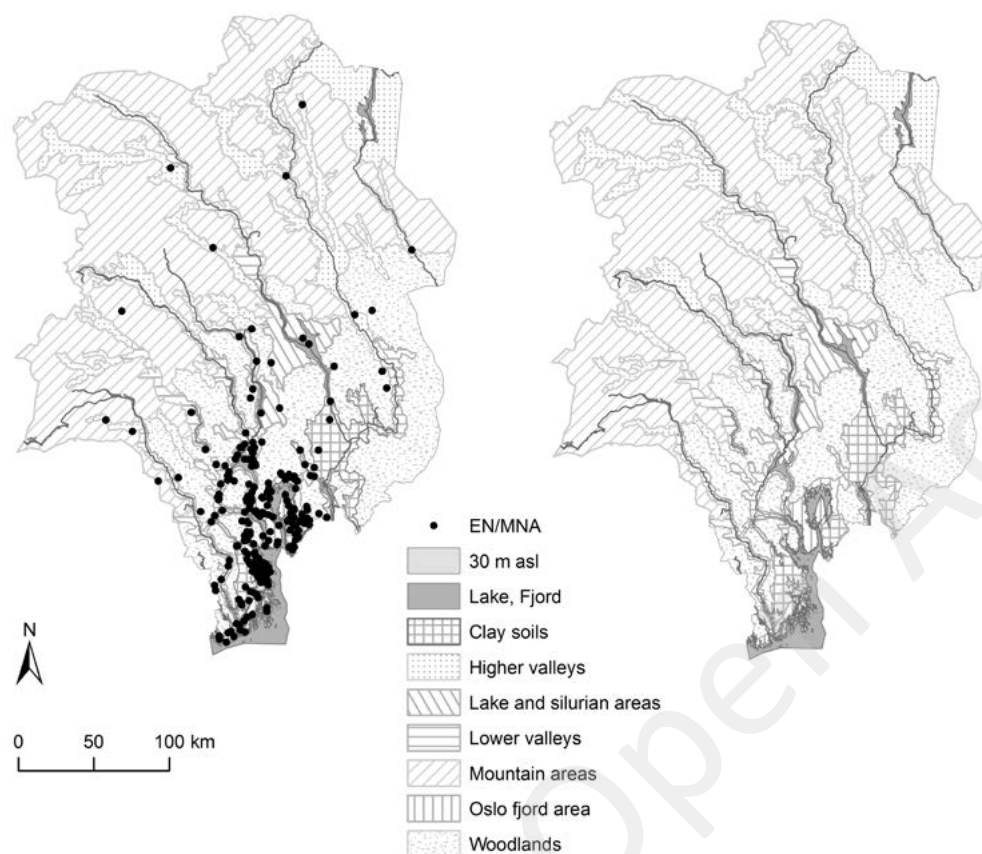 EN/MNA
30 m asl
Lake, Fjord
Clay soils
Higher valleys
Lake and silurian areas
Lower valleys
Mountain areas
Oslo fjord area
Woodlands
N
0 50 100 km
Open A